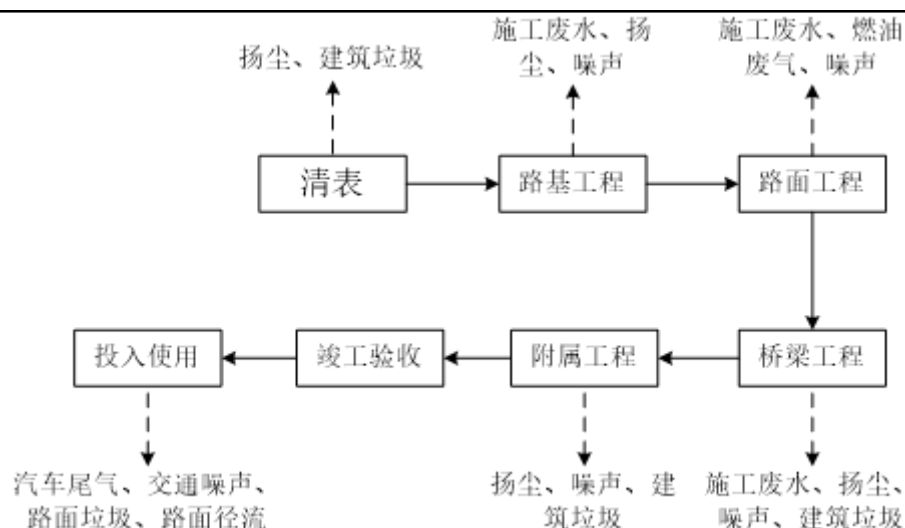 扬尘、建筑垃圾
施工废水、扬
尘、噪声
施工废水、燃油
废气、噪声
清表
路基工程
路面工程
投入使用
竣工验收
附属工程
桥梁工程
汽车尾气、交通噪声、
路面垃圾、路面径流
扬尘、噪声、建
筑垃圾
施工废水、扬尘、
噪声、建筑垃圾